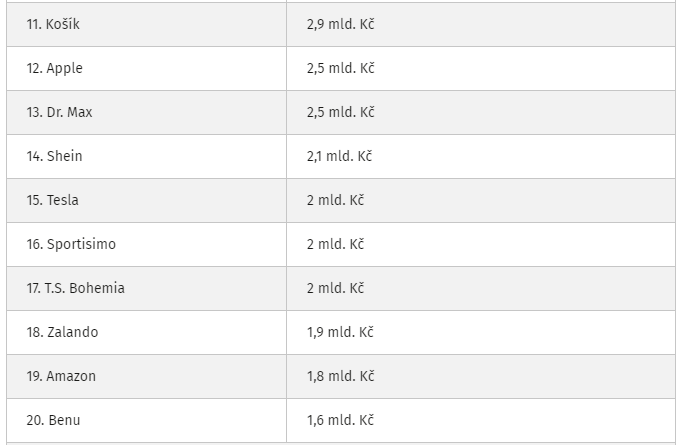 11. Košík 2,9 mld. Kč
12. Apple 2,5 mld. Kč
13. Dr. Max 2,5 mld. Kč
14. Shein 2,1 mld. Kč
15. Tesla 2 mld. Kč
16. Sportisimo 2 mld. Kč
17. T.S. Bohemia 2 mld. Kč
18. Zalando 1,9 mld. Kč
19. Amazon 1,8 mld. Kč
20. Benu 1,6 mld. Kč